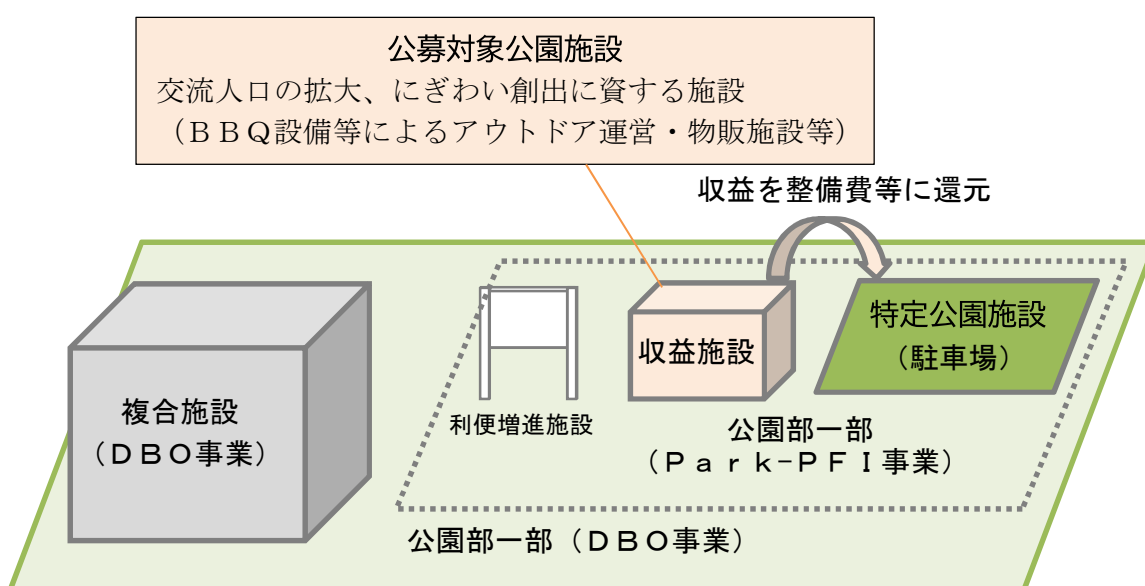 公募対象公園施設
交流人口の拡大、にぎわい創出に資する施設
（ＢＢＱ設備等によるアウトドア運営・物販施設等）
収益を整備費等に還元
特定公園施設
（駐車場）
収益施設
利便増進施設
複合施設
（ＤＢＯ事業）
公園部一部
（Ｐａｒｋ-ＰＦＩ事業）
公園部一部（ＤＢＯ事業）